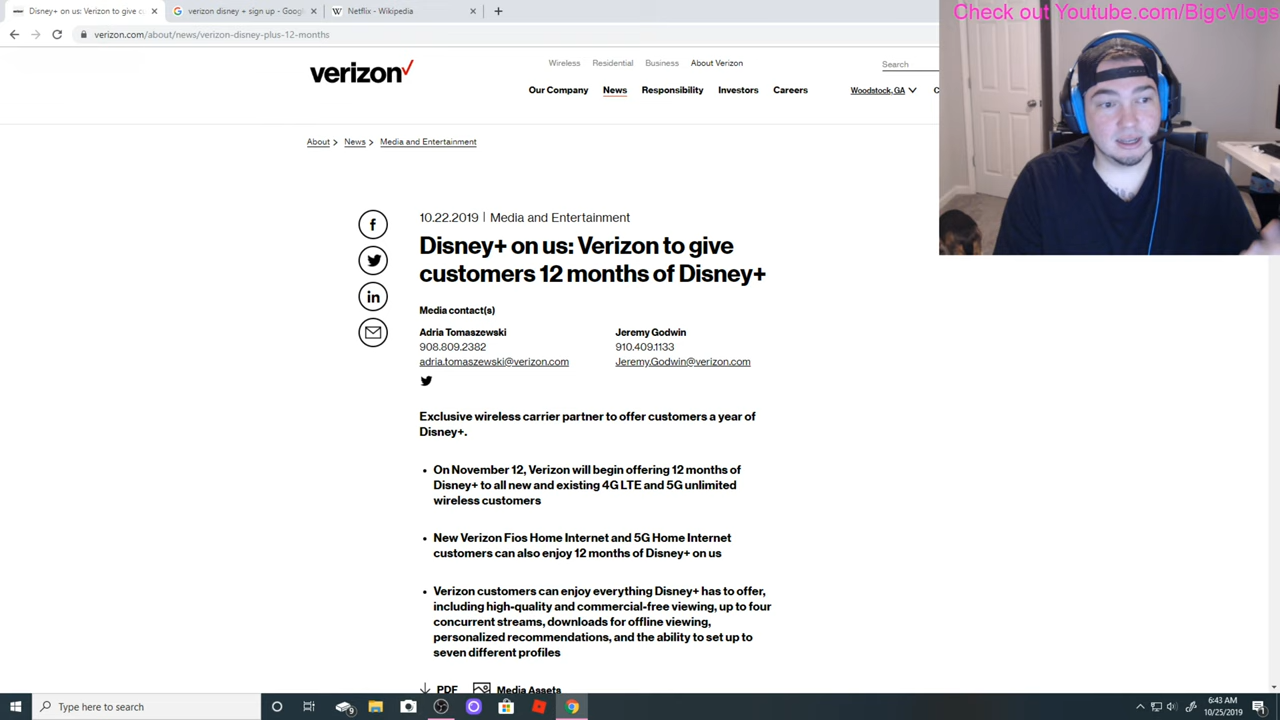 Disney+ on us: Verizon to give c
verizon disney + sign up - Googl
Netflix - Wikipedia
verizon.com/about/news/verizon-disney-plus-12-months
Check out Youtube.com/BigcVlogs
verizon
Wireless Residential Business About Verizon
Search
Our Company News Responsibility Investors Careers
Woodstock, GA
About > News > Media and Entertainment
10.22.2019 | Media and Entertainment
Disney+ on us: Verizon to give
customers 12 months of Disney+
Media contact(s)
Adria Tomaszewski
908.809.2382
adria.tomaszewski@verizon.com
Jeremy Godwin
910.409.1133
Jeremy.Godwin@verizon.com
Exclusive wireless carrier partner to offer customers a year of
Disney+.
• On November 12, Verizon will begin offering 12 months of
Disney+ to all new and existing 4G LTE and 5G unlimited
wireless customers
• New Verizon Fios Home Internet and 5G Home Internet
customers can also enjoy 12 months of Disney+ on us
• Verizon customers can enjoy everything Disney+ has to offer,
including high-quality and commercial-free viewing, up to four
concurrent streams, downloads for offline viewing,
personalized recommendations, and the ability to set up to
seven different profiles
PDF Media Assets
Type here to search
9
6:43 AM
10/25/2019
1